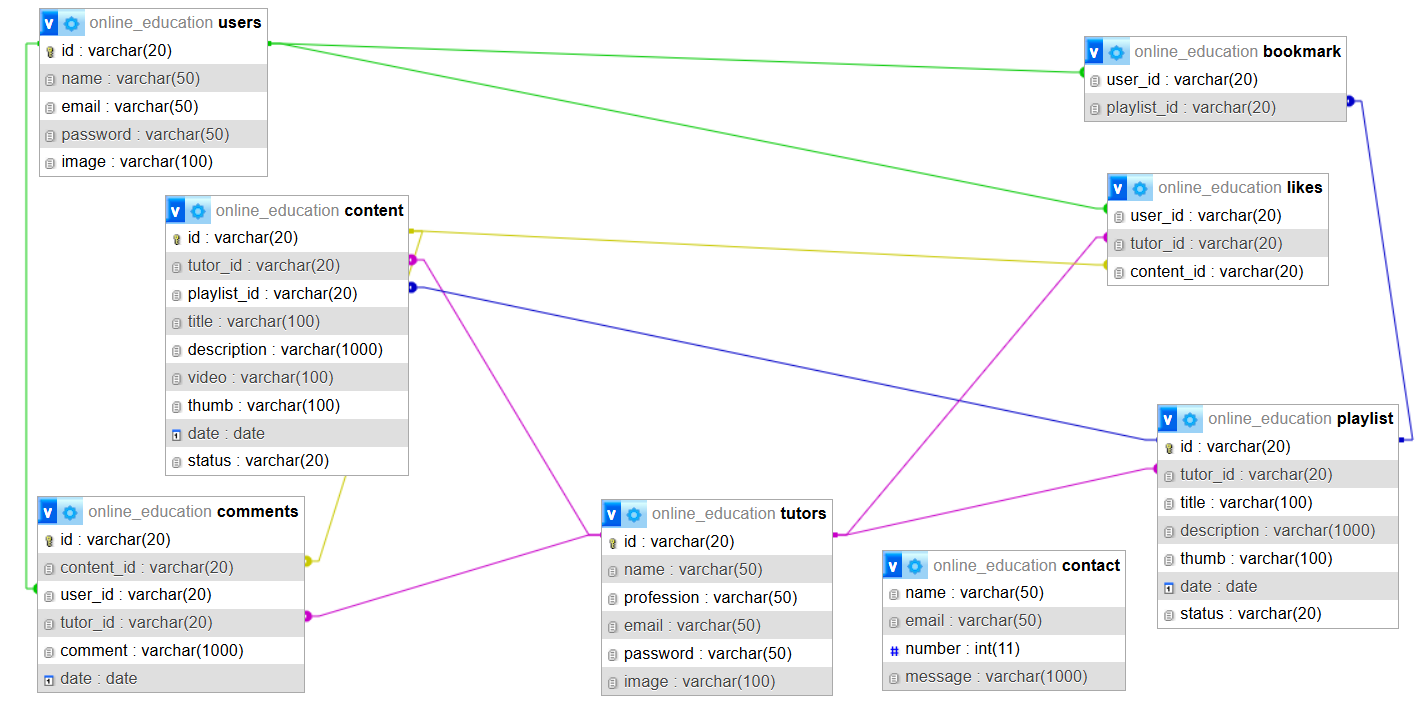 v online_education users
id : varchar(20)
name : varchar(50)
email : varchar(50)
password : varchar(50)
image : varchar(100)
v online_education bookmark
user_id : varchar(20)
playlist_id : varchar(20)
v online_education likes
user_id : varchar(20)
tutor_id : varchar(20)
content_id : varchar(20)
v online_education content
id : varchar(20)
tutor_id : varchar(20)
playlist_id : varchar(20)
title : varchar(100)
description : varchar(1000)
video : varchar(100)
thumb : varchar(100)
date : date
status : varchar(20)
v online_education playlist
id : varchar(20)
tutor_id : varchar(20)
title : varchar(100)
description : varchar(1000)
thumb : varchar(100)
date : date
status : varchar(20)
v online_education comments
id : varchar(20)
content_id : varchar(20)
user_id : varchar(20)
tutor_id : varchar(20)
comment : varchar(1000)
date : date
v online_education tutors
id : varchar(20)
name : varchar(50)
profession : varchar(50)
email : varchar(50)
password : varchar(50)
image : varchar(100)
v online_education contact
name : varchar(50)
email : varchar(50)
# number : int(11)
message : varchar(1000)